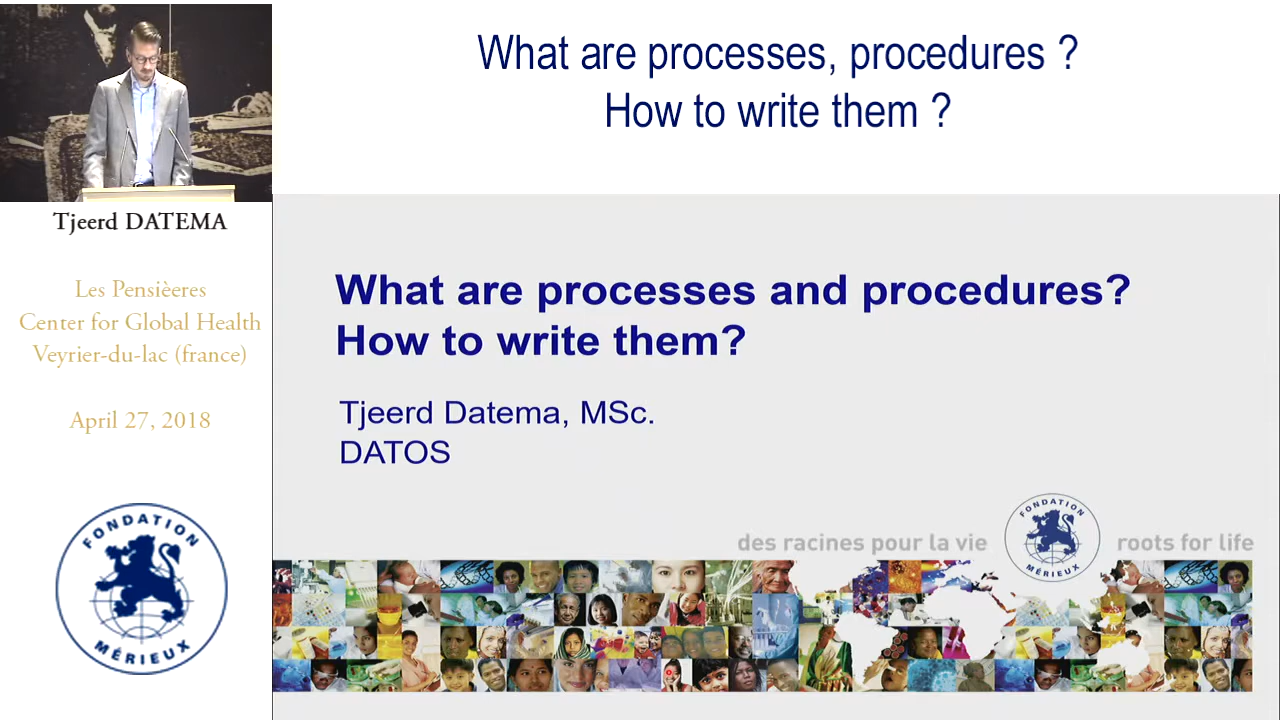 What are processes, procedures ?
How to write them ?
Tjeerd DATEMA
Les Pensièeres
Center for Global Health
Veyrier-du-lac (france)
April 27, 2018
FONDATION
MÉRIEUX
What are processes and procedures?
How to write them?
Tjeerd Datema, MSc.
DATOS
des racines pour la vie
FONDATION
MÉRIEUX
roots for life